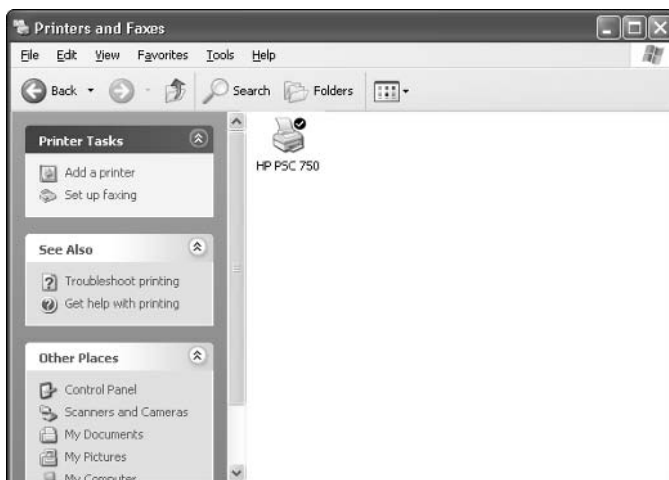 Printers and Faxes
File Edit View Favorites Tools Help
Back Search Folders
Printer Tasks
Add a printer
Set up faxing
See Also
Troubleshoot printing
Get help with printing
Other Places
Control Panel
Scanners and Cameras
My Documents
My Pictures
My Computer
HP PSC 750